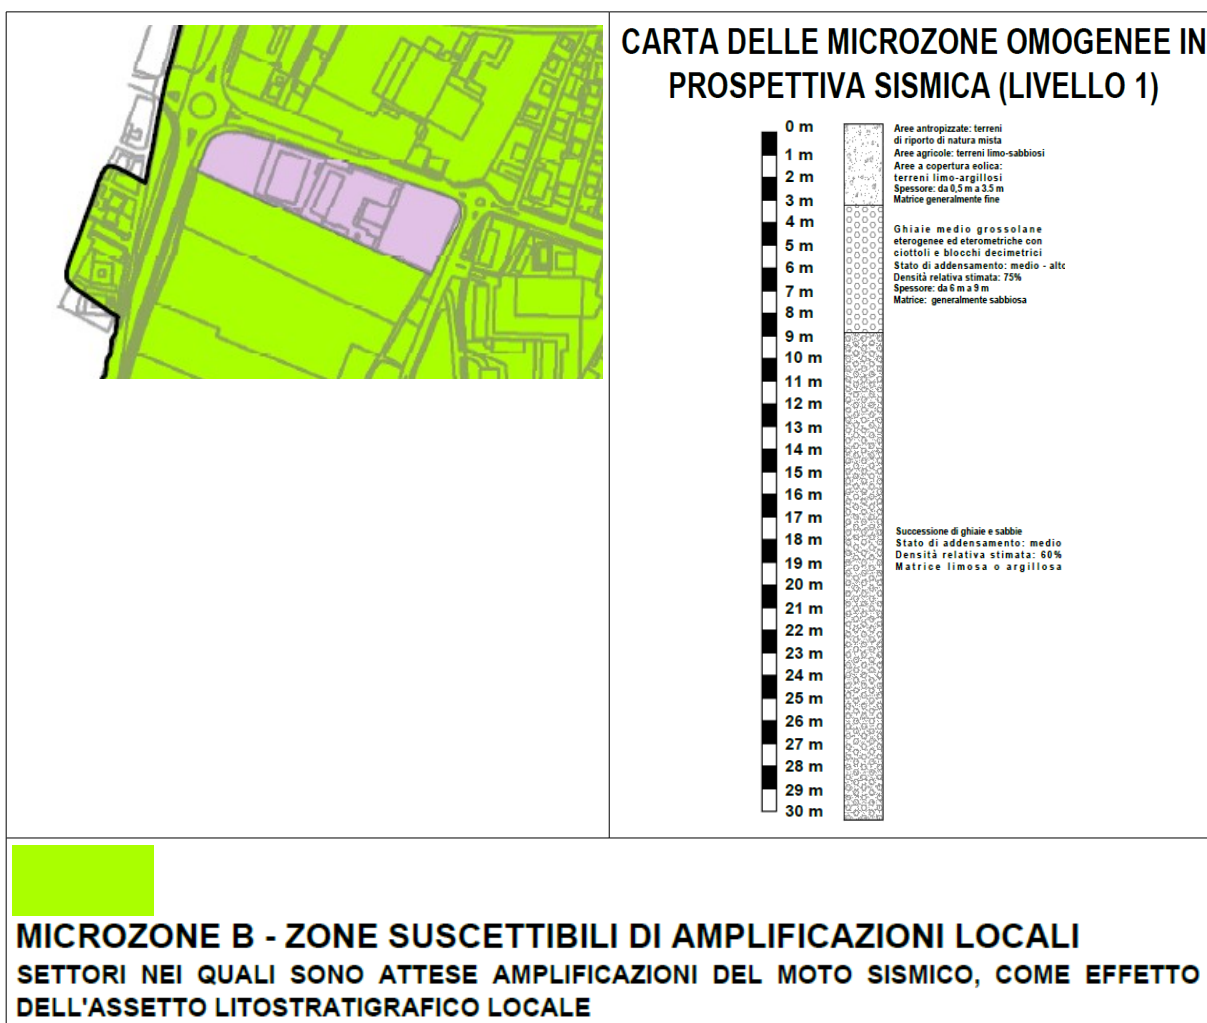 CARTA DELLE MICROZONE OMOGENEE IN
PROSPETTIVA SISMICA (LIVELLO 1)
0 m
1 m
2 m
3 m
4 m
5 m
6 m
7 m
8 m
9 m
10 m
11 m
12 m
13 m
14 m
15 m
16 m
17 m
18 m
19 m
20 m
21 m
22 m
23 m
24 m
25 m
26 m
27 m
28 m
29 m
30 m
Aree antropizzate: terreni
di riporto di natura mista
Aree agricole: terreni limo-sabbiosi
Aree a copertura eolica:
terreni limo-argillosi
Spessore: da 0,5 m a 3.5 m
Matrice generalmente fine
Ghiaie medio grossolane
eterogenee ed eterometriche con
ciottoli e blocchi decimetrici
Stato di addensamento: medio - alto
Densità relativa stimata: 75%
Spessore: da 6 m a 9 m
Matrice: generalmente sabbiosa
Successione di ghiaie e sabbie
Stato di addensamento: medio
Densità relativa stimata: 60%
Matrice limosa o argillosa
MICROZONE B - ZONE SUSCETTIBILI DI AMPLIFICAZIONI LOCALI
SETTORI NEI QUALI SONO ATTESE AMPLIFICAZIONI DEL MOTO SISMICO, COME EFFETTO
DELL'ASSETTO LITOSTRATIGRAFICO LOCALE